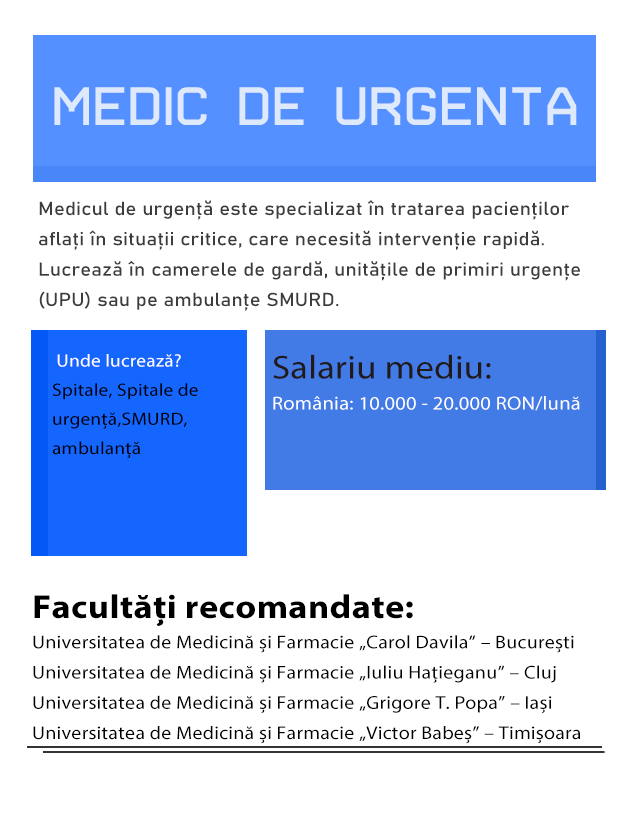 MEDIC DE URGENTA
Medicul de urgență este specializat în tratarea pacienților
aflați în situații critice, care necesită intervenție rapidă.
Lucrează în camerele de gardă, unitățile de primiri urgențe
(UPU) sau pe ambulanțe SMURD.
Unde lucrează?
Spitale, Spitale de
urgență,SMURD,
ambulanță
Salariu mediu:
România: 10.000 - 20.000 RON/lună
Facultăți recomandate:
Universitatea de Medicină și Farmacie „Carol Davila” – București
Universitatea de Medicină și Farmacie „Iuliu Hațieganu” – Cluj
Universitatea de Medicină și Farmacie „Grigore T. Popa” – Iași
Universitatea de Medicină și Farmacie „Victor Babeș” – Timișoara